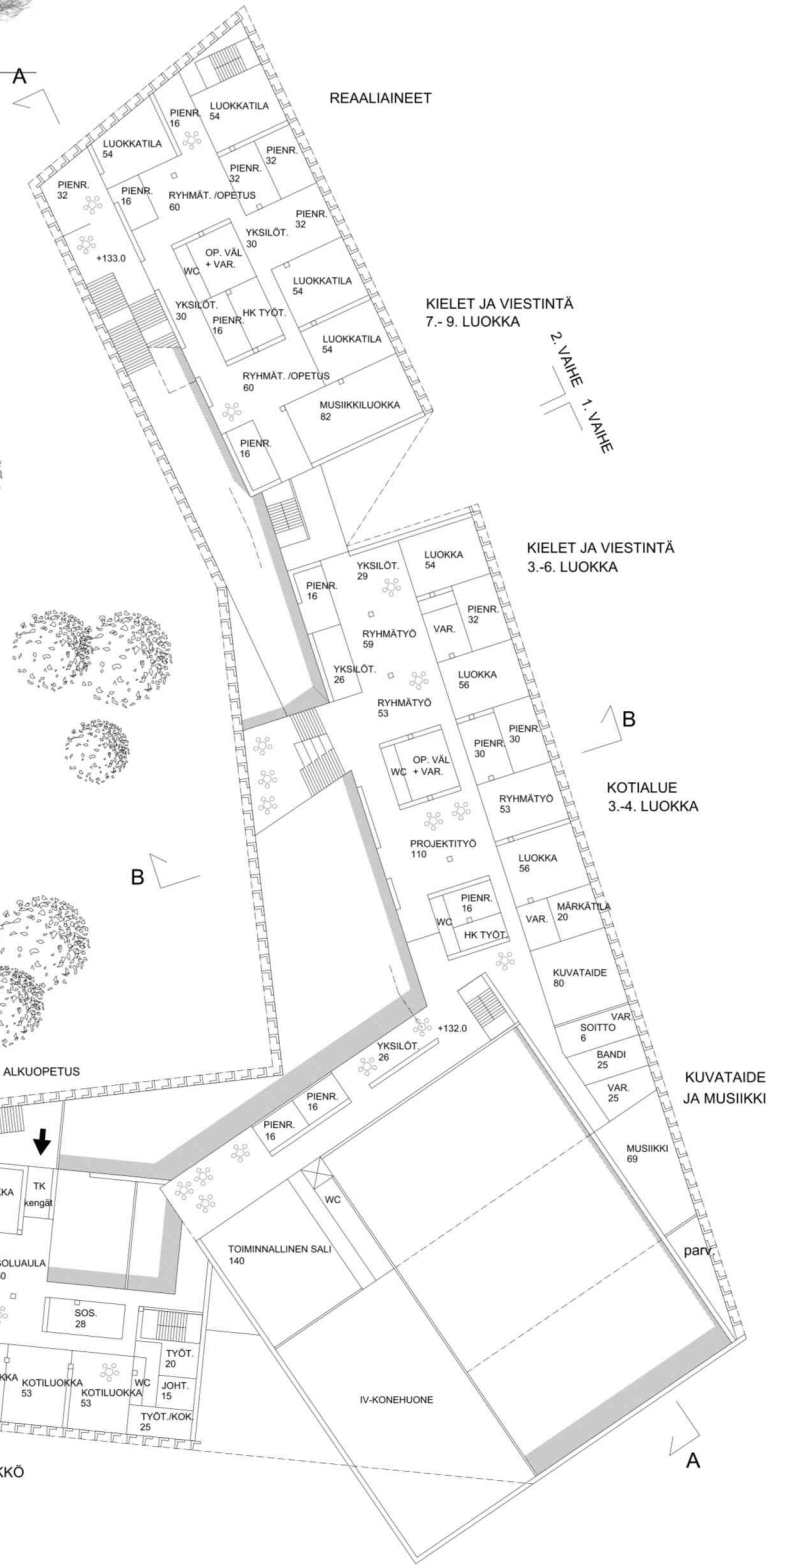 A
REAALIAINEET
PIENR.
16
LUOKKATILA
54
LUOKKATILA
54
PIENR.
32
PIENR.
32
PIENR.
32
PIENR.
16
RYHMÄT. /OPETUS
60
PIENR.
32
YKSILÖT.
30
+133.0
OP. VÄL
+ VAR.
WC
LUOKKATILA
54
YKSILÖT.
30
PIENR.
16
HK TYÖT.
KIELET JA VIESTINTÄ
7.- 9. LUOKKA
LUOKKATILA
54
2. VAIHE
1. VAIHE
RYHMÄT. /OPETUS
60
MUSIIKKILUOKKA
82
PIENR.
16
KIELET JA VIESTINTÄ
3.-6. LUOKKA
YKSILÖT.
29
LUOKKA
54
PIENR.
16
PIENR.
32
VAR.
RYHMÄTYÖ
59
YKSILÖT.
26
LUOKKA
56
RYHMÄTYÖ
53
B
PIENR.
30
PIENR.
30
OP. VÄL
+ VAR.
WC
KOTIALUE
3.-4. LUOKKA
RYHMÄTYÖ
53
PROJEKTITYÖ
110
LUOKKA
56
B
PIENR.
16
WC
HK TYÖT.
VAR.
MÄRKÄTILA
20
KUVATAIDE
80
VAR.
SOITTO
6
+132.0
YKSILÖT.
26
BANDI
25
VAR.
25
ALKUOPETUS
KUVATAIDE
JA MUSIIKKI
PIENR.
16
PIENR.
16
MUSIIKKI
69
KKA
TK
kengät
WC
TOIMINNALLINEN SALI
140
parv.
SOLUAULA
60
SOS.
28
TYÖT.
20
KKA
KOTILUOKKA
53
KOTILUOKKA
53
WC
JOHT.
15
TYÖT./KOK.
25
IV-KONEHUONE
A
KKÖ